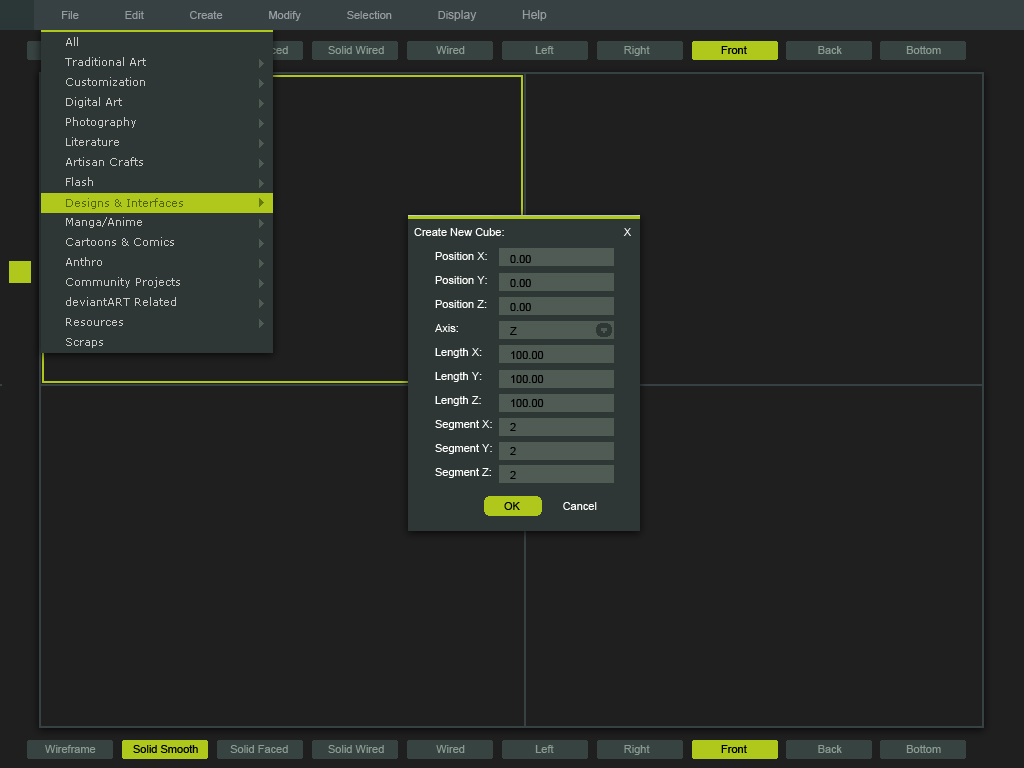 File Edit Create Modify Selection Display Help
Solid Wired Wired Left Right Front Back Bottom
All
Traditional Art
Customization
Digital Art
Photography
Literature
Artisan Crafts
Flash
Designs & Interfaces
Manga/Anime
Cartoons & Comics
Anthro
Community Projects
deviantART Related
Resources
Scraps
Create New Cube: X
Position X: 0.00
Position Y: 0.00
Position Z: 0.00
Axis: Z
Length X: 100.00
Length Y: 100.00
Length Z: 100.00
Segment X: 2
Segment Y: 2
Segment Z: 2
OK Cancel
Wireframe Solid Smooth Solid Faced Solid Wired Wired Left Right Front Back Bottom